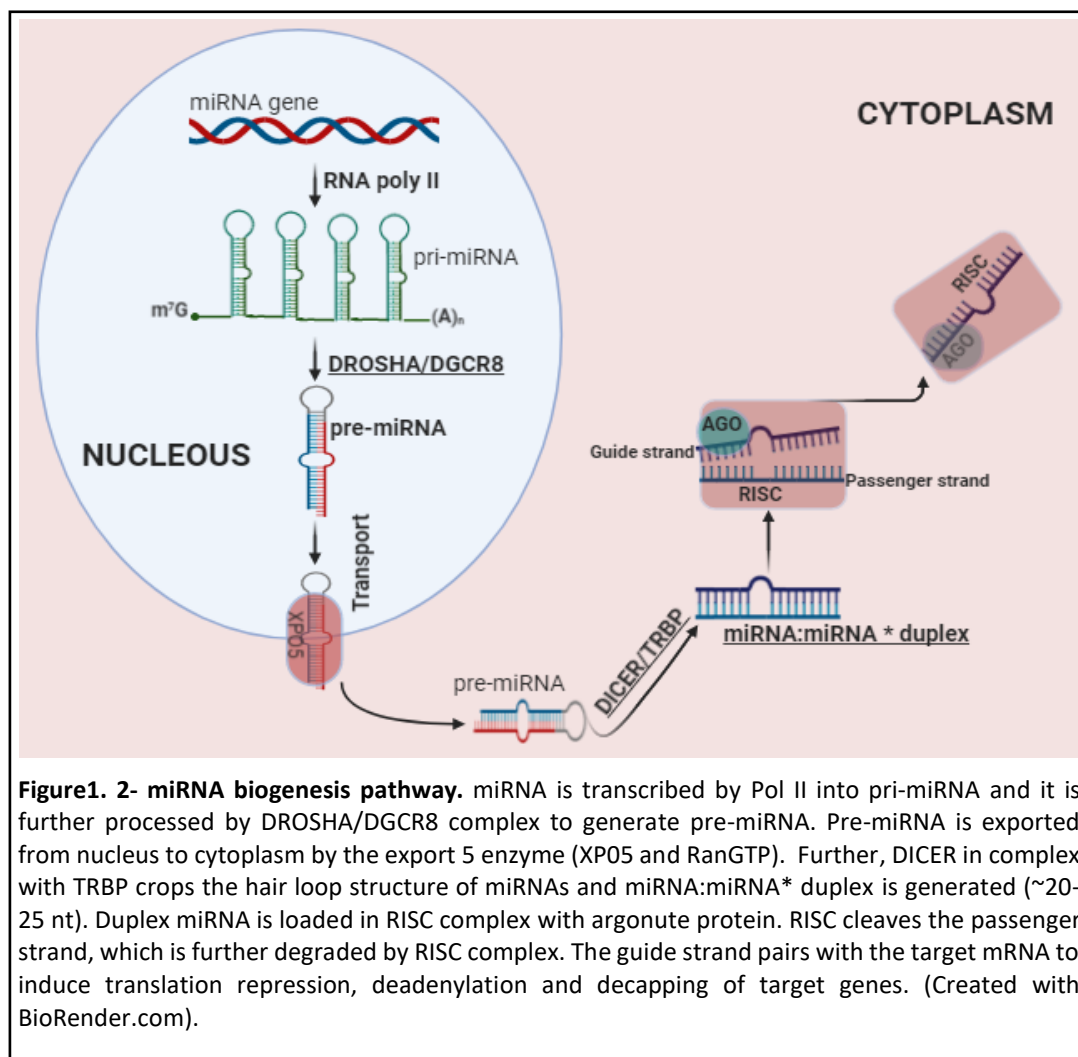 miRNA gene
CYTOPLASM
RNA poly II
pri-miRNA
m⁷G
(A)n
RISC
AGO
DROSHA/DGCR8
pre-miRNA
NUCLEOUS
AGO
Guide strand
Passenger strand
RISC
Transport
XPO5
miRNA:miRNA * duplex
DICER/TRBP
pre-miRNA
Figure1. 2- miRNA biogenesis pathway. miRNA is transcribed by Pol II into pri-miRNA and it is
further processed by DROSHA/DGCR8 complex to generate pre-miRNA. Pre-miRNA is exported
from nucleus to cytoplasm by the export 5 enzyme (XP05 and RanGTP). Further, DICER in complex
with TRBP crops the hair loop structure of miRNAs and miRNA:miRNA* duplex is generated (~20-
25 nt). Duplex miRNA is loaded in RISC complex with argonute protein. RISC cleaves the passenger
strand, which is further degraded by RISC complex. The guide strand pairs with the target mRNA to
induce translation repression, deadenylation and decapping of target genes. (Created with
BioRender.com).